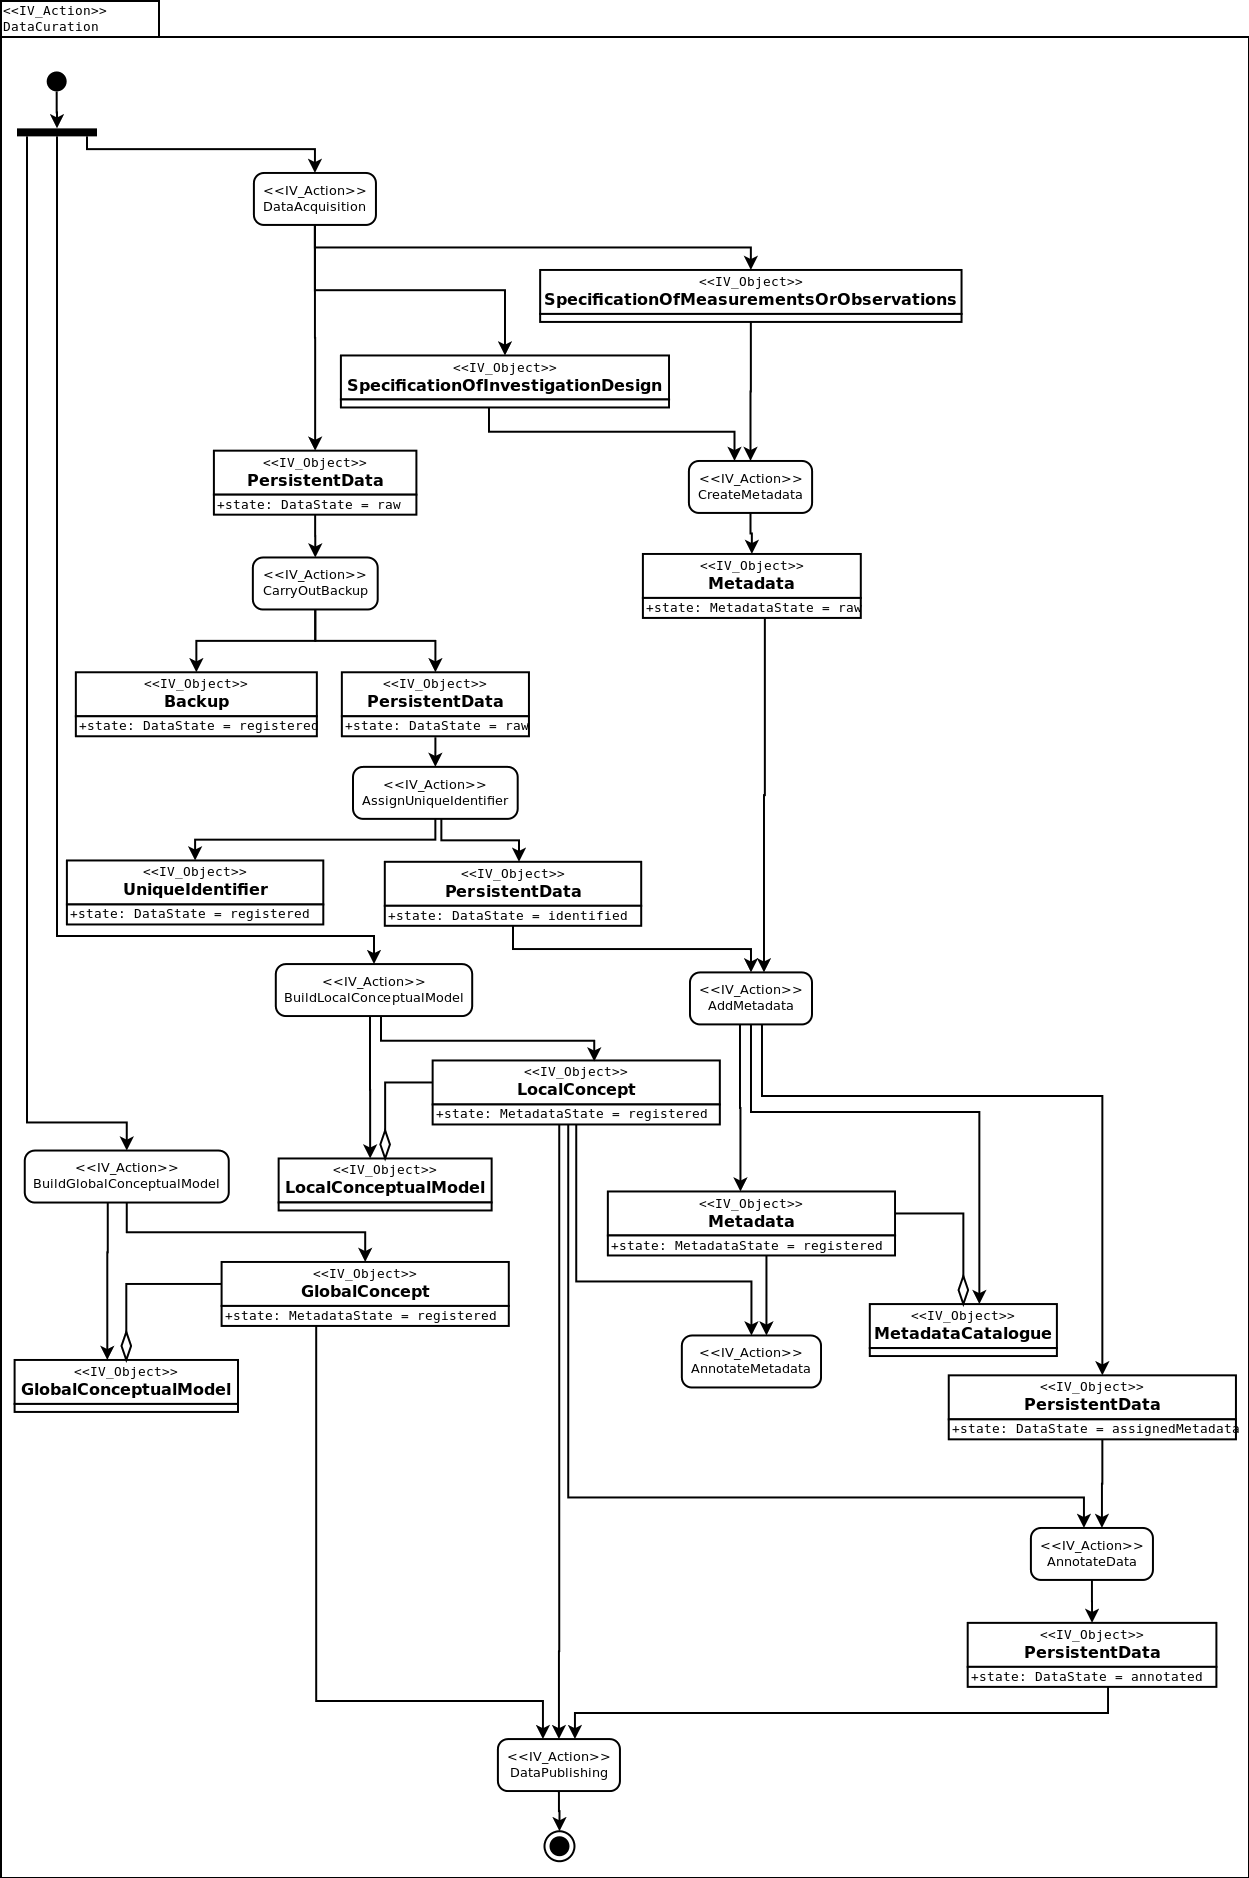 <<IV_Action>>
DataCuration
<<IV_Action>>
DataAcquisition
<<IV_Object>>
SpecificationOfMeasurementsOrObservations
<<IV_Object>>
SpecificationOfInvestigationDesign
<<IV_Object>>
PersistentData
+state: DataState = raw
<<IV_Action>>
CreateMetadata
<<IV_Action>>
CarryOutBackup
<<IV_Object>>
Metadata
+state: MetadataState = raw
<<IV_Object>>
Backup
+state: DataState = registered
<<IV_Object>>
PersistentData
+state: DataState = raw
<<IV_Action>>
AssignUniqueIdentifier
<<IV_Object>>
UniqueIdentifier
+state: DataState = registered
<<IV_Object>>
PersistentData
+state: DataState = identified
<<IV_Action>>
BuildLocalConceptualModel
<<IV_Action>>
AddMetadata
<<IV_Object>>
LocalConcept
+state: MetadataState = registered
<<IV_Action>>
BuildGlobalConceptualModel
<<IV_Object>>
LocalConceptualModel
<<IV_Object>>
Metadata
+state: MetadataState = registered
<<IV_Object>>
GlobalConcept
+state: MetadataState = registered
<<IV_Object>>
MetadataCatalogue
<<IV_Action>>
AnnotateMetadata
<<IV_Object>>
GlobalConceptualModel
<<IV_Object>>
PersistentData
+state: DataState = assignedMetadata
<<IV_Action>>
AnnotateData
<<IV_Object>>
PersistentData
+state: DataState = annotated
<<IV_Action>>
DataPublishing